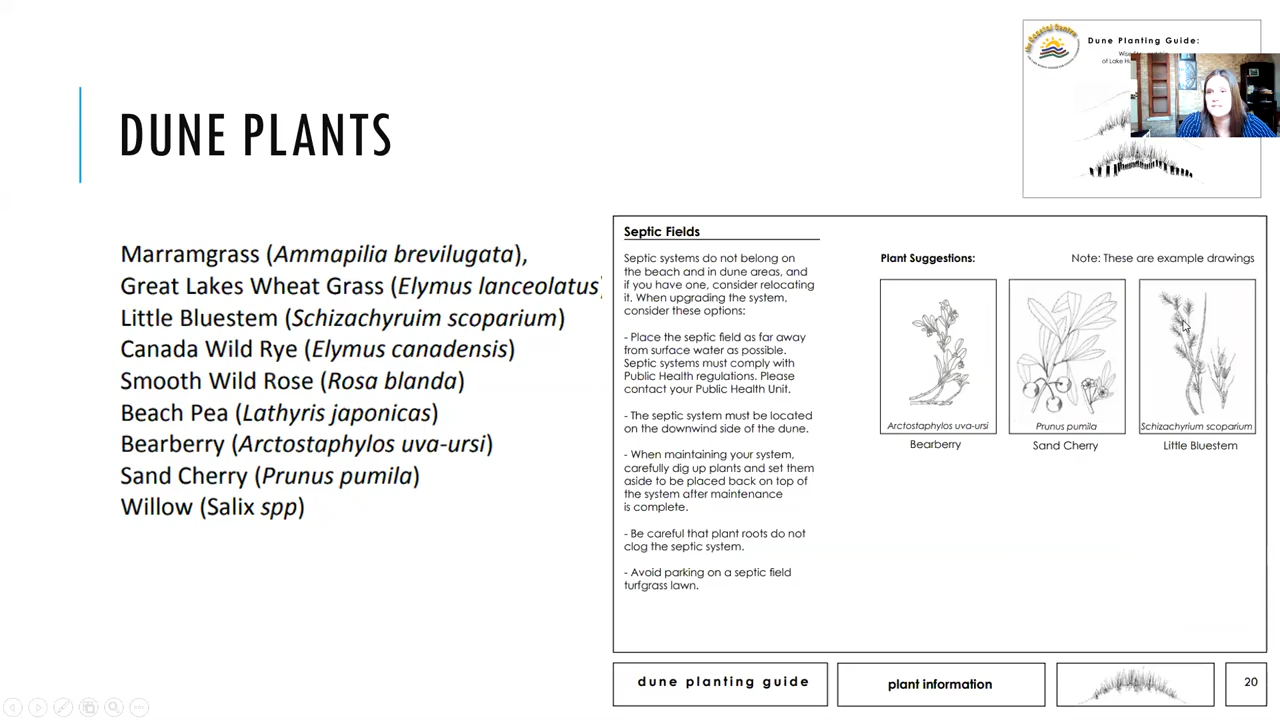 DUNE PLANTS
Marramgrass (Ammapilia brevilugata),
Great Lakes Wheat Grass (Elymus lanceolatus)
Little Bluestem (Schizachyruim scoparium)
Canada Wild Rye (Elymus canadensis)
Smooth Wild Rose (Rosa blanda)
Beach Pea (Lathyris japonicas)
Bearberry (Arctostaphylos uva-ursi)
Sand Cherry (Prunus pumila)
Willow (Salix spp)
Dune Planting Guide:
of Lake
Septic Fields
Septic systems do not belong on
the beach and in dune areas, and
if you have one, consider relocating
it. When upgrading the system,
consider these options:
- Place the septic field as far away
from surface water as possible.
Septic systems must comply with
Public Health regulations. Please
contact your Public Health Unit.
- The septic system must be located
on the downwind side of the dune.
- When maintaining your system,
carefully dig up plants and set them
aside to be placed back on top of
the system after maintenance
is complete.
- Be careful that plant roots do not
clog the septic system.
- Avoid parking on a septic field
turfgrass lawn.
Plant Suggestions:
Note: These are example drawings
Arctostaphylos uva-ursi
Bearberry
Prunus pumila
Sand Cherry
Schizachyrium scoparium
Little Bluestem
dune planting guide
plant information
20